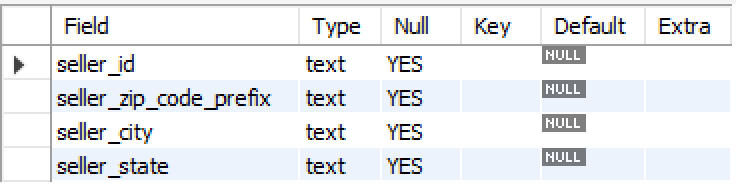 Field Type Null Key Default Extra
seller_id text YES NULL
seller_zip_code_prefix text YES NULL
seller_city text YES NULL
seller_state text YES NULL